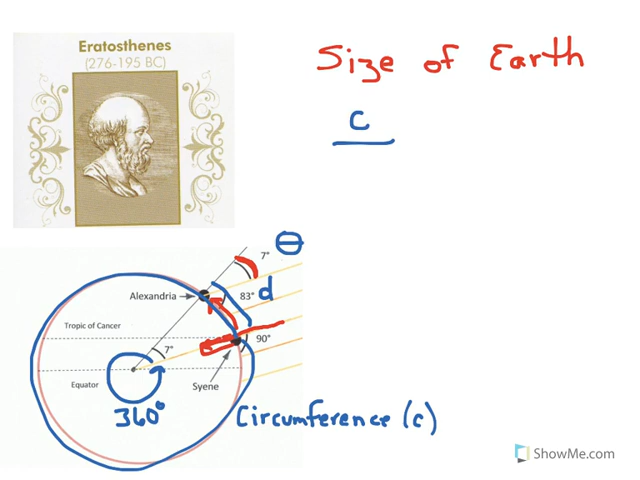 Eratosthenes
(276-195 BC)
Size of Earth
c
θ
7°
Alexandria
83°
d
Tropic of Cancer
90°
7°
Equator
Syene
360°
Circumference (c)
ShowMe.com